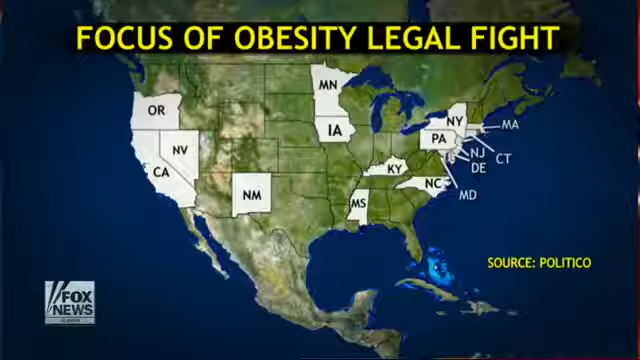 FOCUS OF OBESITY LEGAL FIGHT
MN
OR
NY
MA
IA
PA
NV
NJ
CT
CA
KY
DE
NM
NC
MD
MS
SOURCE: POLITICO
FOX
NEWS